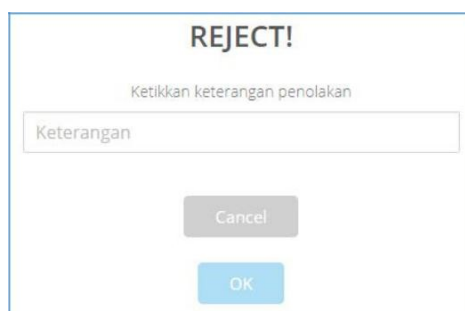 REJECT!
Ketikkan keterangan penolakan
Keterangan
Cancel
OK